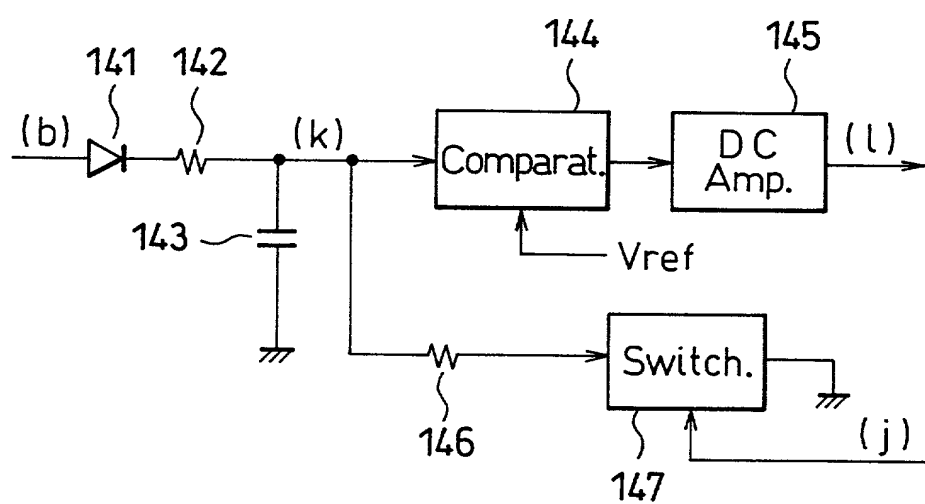 141
142
144
145
(b)
(k)
Comparat.
DC
Amp.
(l)
143
Vref
Switch.
146
(j)
147